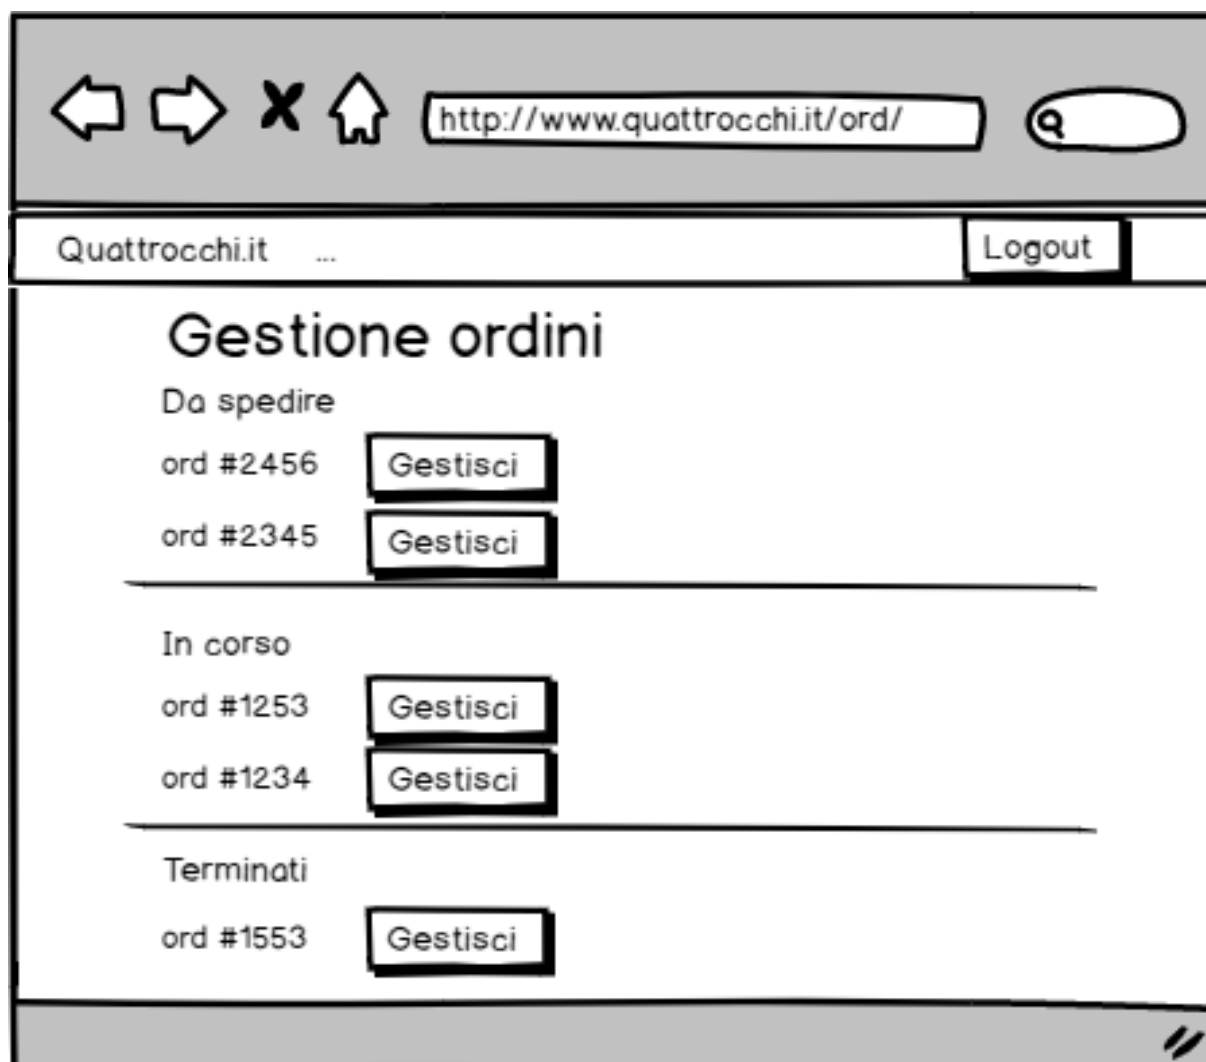 http://www.quattrocchi.it/ord/
Quattrocchi.it ... Logout
Gestione ordini
Da spedire
ord #2456 Gestisci
ord #2345 Gestisci
In corso
ord #1253 Gestisci
ord #1234 Gestisci
Terminati
ord #1553 Gestisci